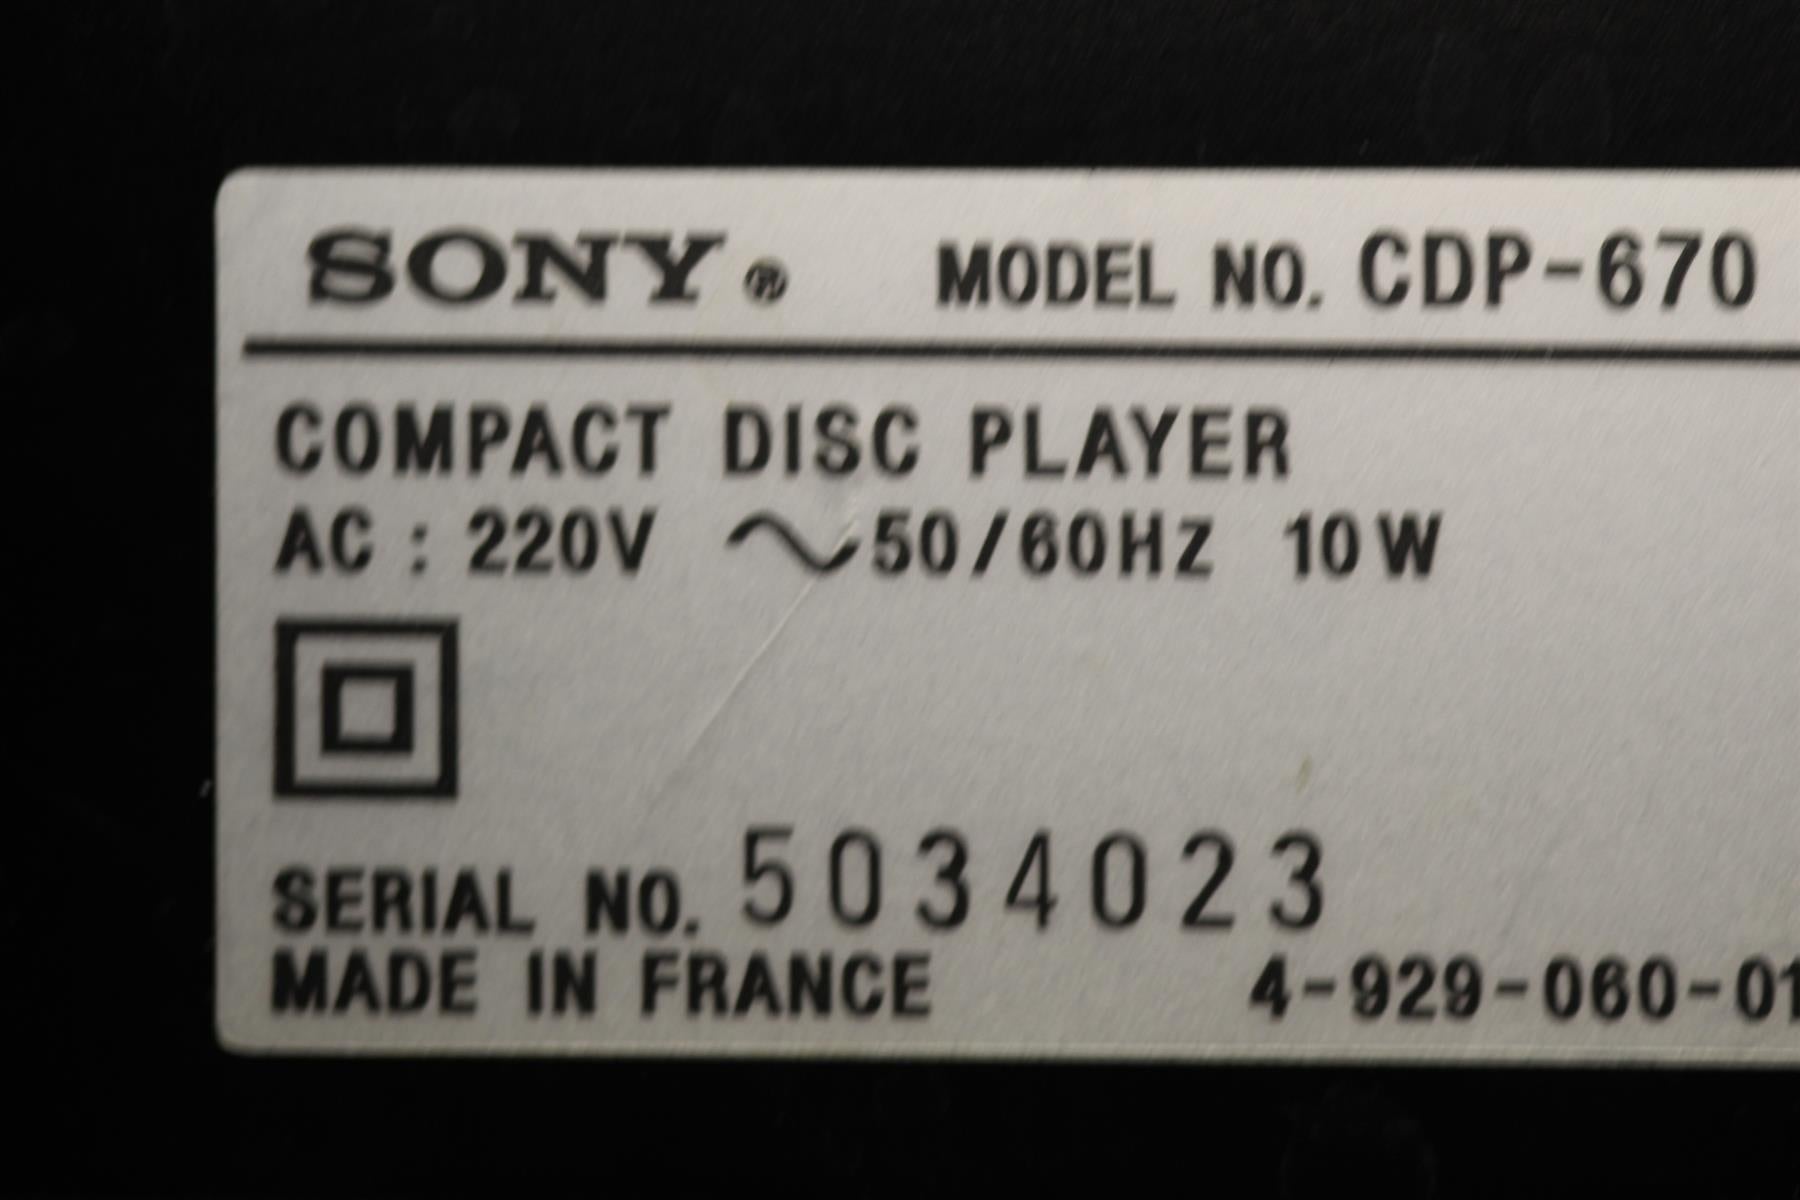 SONY® MODEL NO. CDP-670
COMPACT DISC PLAYER
AC : 220V ~50/60Hz 10W
SERIAL NO. 5034023
MADE IN FRANCE 4-929-060-01